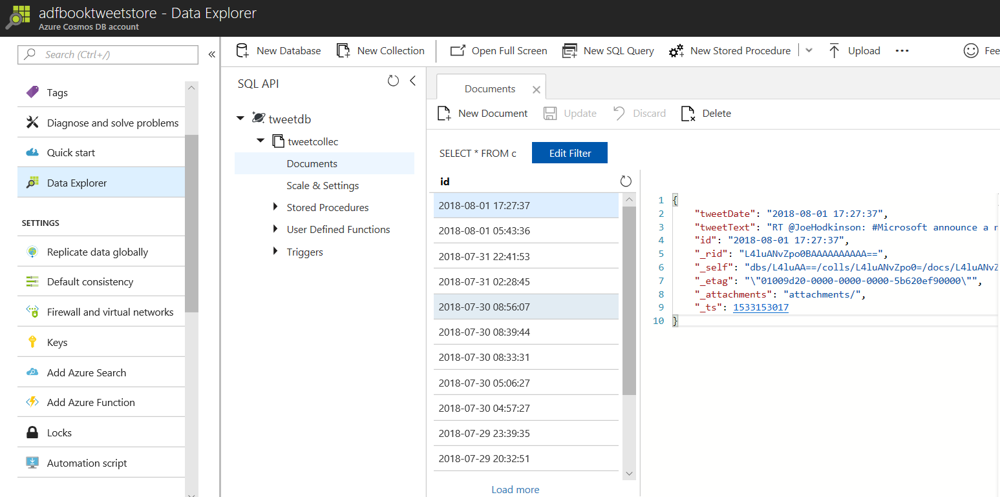 adfbooktweetstore - Data Explorer
Azure Cosmos DB account
Search (Ctrl+/)
«
Tags
Diagnose and solve problems
Quick start
Data Explorer
SETTINGS
Replicate data globally
Default consistency
Firewall and virtual networks
Keys
Add Azure Search
Add Azure Function
Locks
Automation script
New Database
New Collection
Open Full Screen
New SQL Query
New Stored Procedure
Upload
Fee
SQL API
tweetdb
tweetcollec
Documents
Scale & Settings
Stored Procedures
User Defined Functions
Triggers
Documents
New Document
Update
Discard
Delete
SELECT * FROM c
Edit Filter
id
2018-08-01 17:27:37
2018-08-01 05:43:36
2018-07-31 22:41:53
2018-07-31 02:28:45
2018-07-30 08:56:07
2018-07-30 08:39:44
2018-07-30 08:33:31
2018-07-30 05:06:27
2018-07-30 04:57:27
2018-07-29 23:39:35
2018-07-29 20:32:51
Load more
1 {
2 "tweetDate": "2018-08-01 17:27:37",
3 "tweetText": "RT @JoeHodkinson: #Microsoft announce a n
4 "id": "2018-08-01 17:27:37",
5 "_rid": "L4luANvZpo0BAAAAAAAAAA==",
6 "_self": "dbs/L4luAA==/colls/L4luANvZpo0=/docs/L4luANvZ
7 "_etag": "\"01009d20-0000-0000-0000-5b620ef90000\"",
8 "_attachments": "attachments/",
9 "_ts": 1533153017
10 }